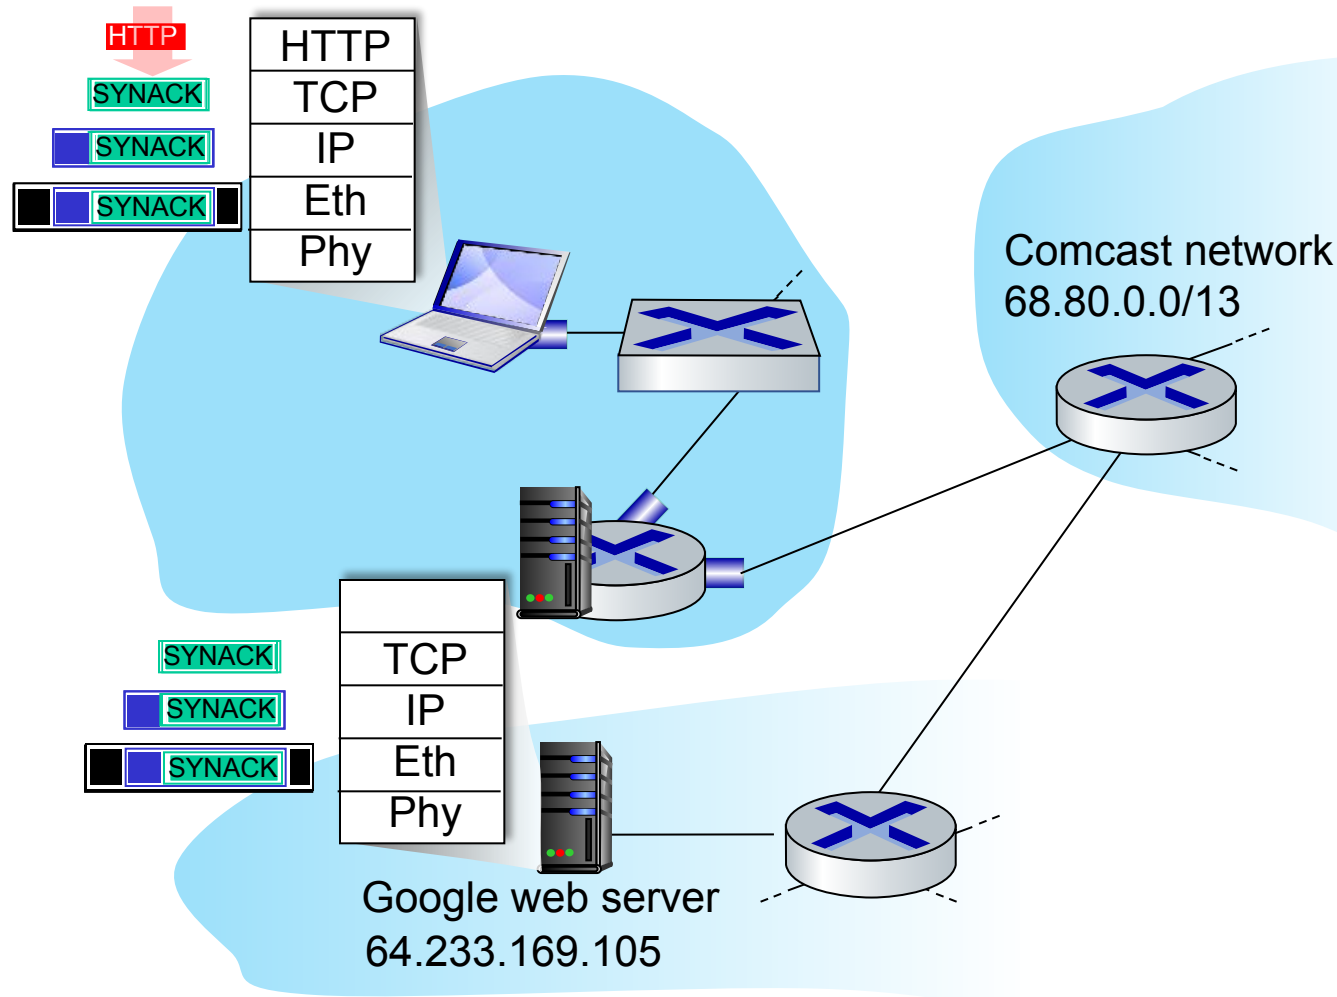 HTTP
SYNACK
SYNACK
SYNACK
HTTP
TCP
IP
Eth
Phy
Comcast network
68.80.0.0/13
SYNACK
SYNACK
SYNACK
TCP
IP
Eth
Phy
Google web server
64.233.169.105